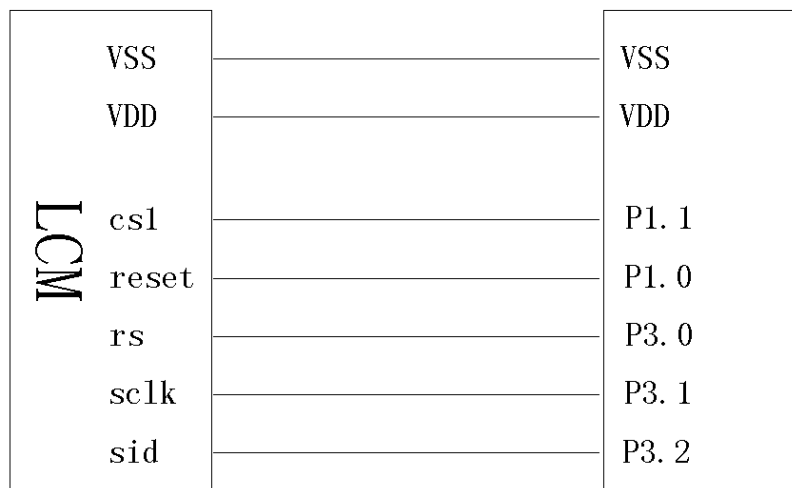 VSS VSS
VDD VDD
LCM
cs1 P1.1
reset P1.0
rs P3.0
sclk P3.1
sid P3.2